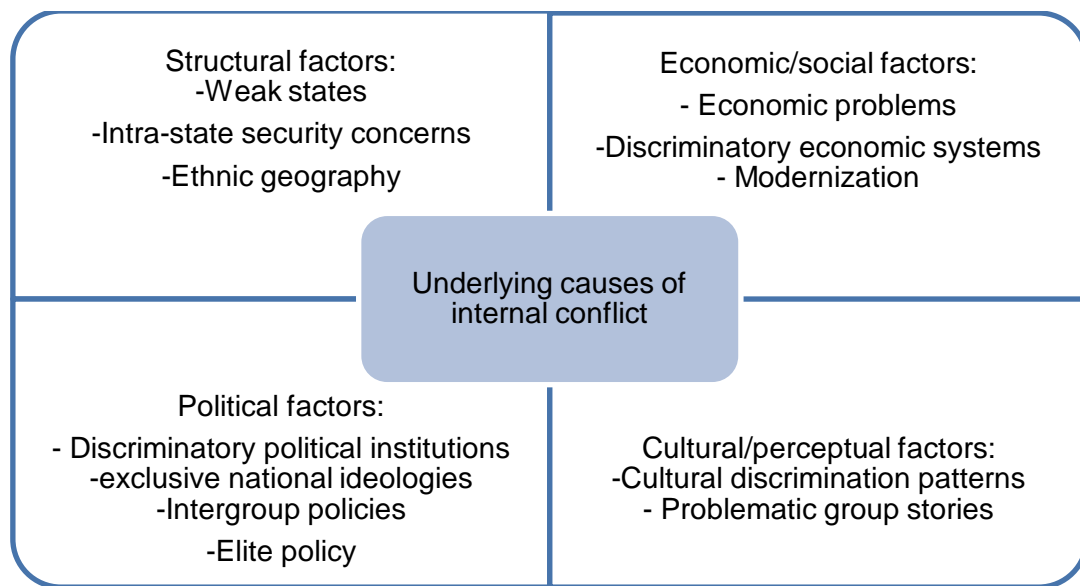 Structural factors:
-Weak states
-Intra-state security concerns
-Ethnic geography
Economic/social factors:
- Economic problems
-Discriminatory economic systems
- Modernization
Underlying causes of
internal conflict
Political factors:
- Discriminatory political institutions
-exclusive national ideologies
-Intergroup policies
-Elite policy
Cultural/perceptual factors:
-Cultural discrimination patterns
- Problematic group stories